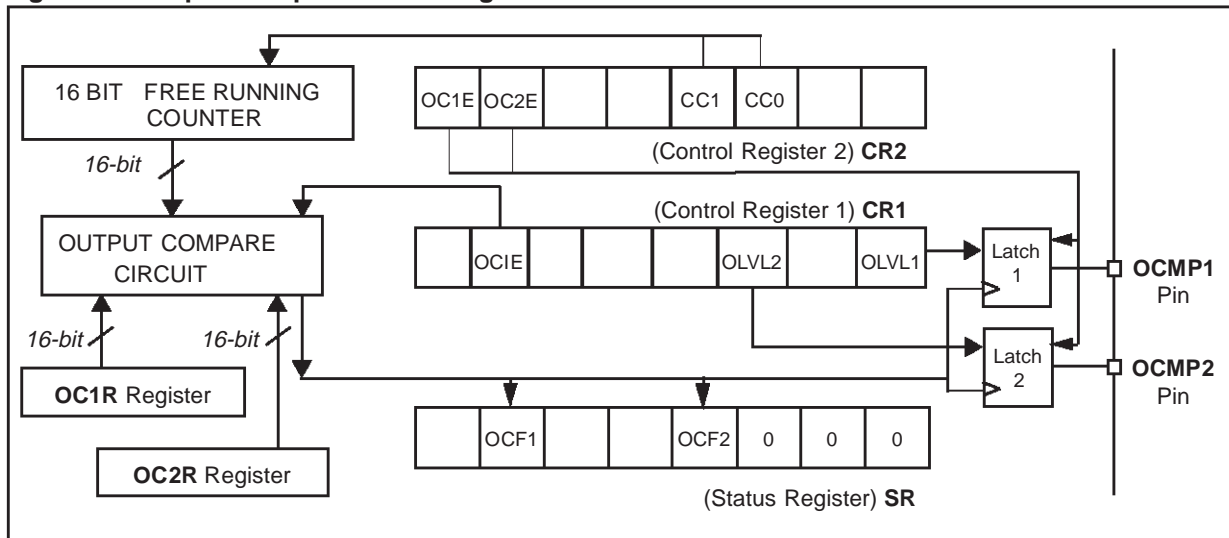 16 BIT FREE RUNNING
COUNTER
16-bit
OC1E OC2E CC1 CC0
(Control Register 2) CR2
(Control Register 1) CR1
OUTPUT COMPARE
CIRCUIT
OCIE OLVL2 OLVL1
Latch
1
OCMP1
Pin
16-bit
16-bit
Latch
2
OCMP2
Pin
OC1R Register
OC2R Register
OCF1 OCF2 0 0 0
(Status Register) SR